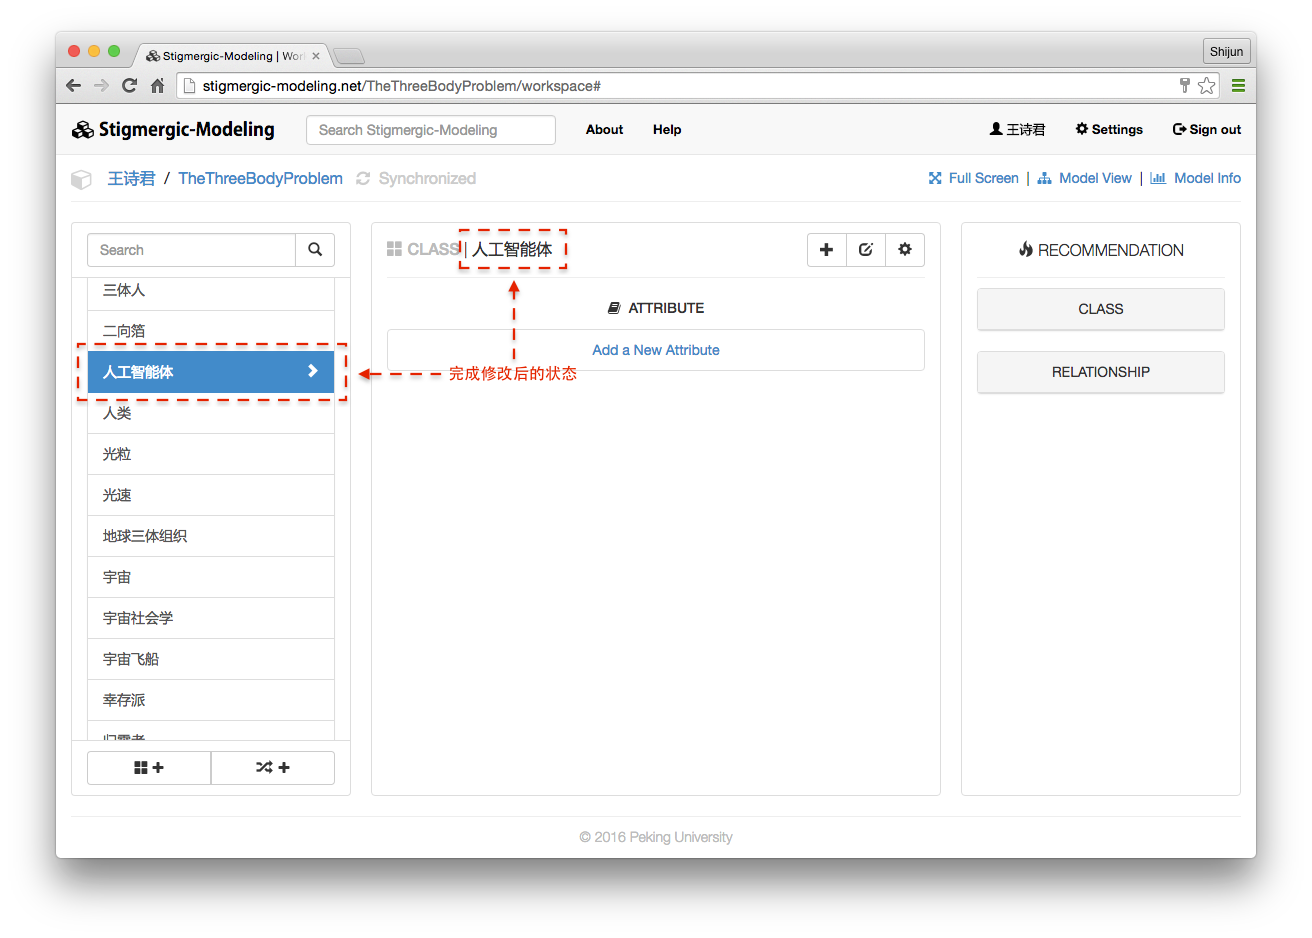 Stigmergic-Modeling | Wor
Shijun
stigmergic-modeling.net/TheThreeBodyProblem/workspace#
Stigmergic-Modeling
Search Stigmergic-Modeling
About
Help
王诗君
Settings
Sign out
王诗君 / TheThreeBodyProblem
Synchronized
Full Screen | Model View | Model Info
Search
三体人
二向箔
人工智能体
人类
光粒
光速
地球三体组织
宇宙
宇宙社会学
宇宙飞船
幸存派
CLASS | 人工智能体
ATTRIBUTE
Add a New Attribute
完成修改后的状态
RECOMMENDATION
CLASS
RELATIONSHIP
© 2016 Peking University